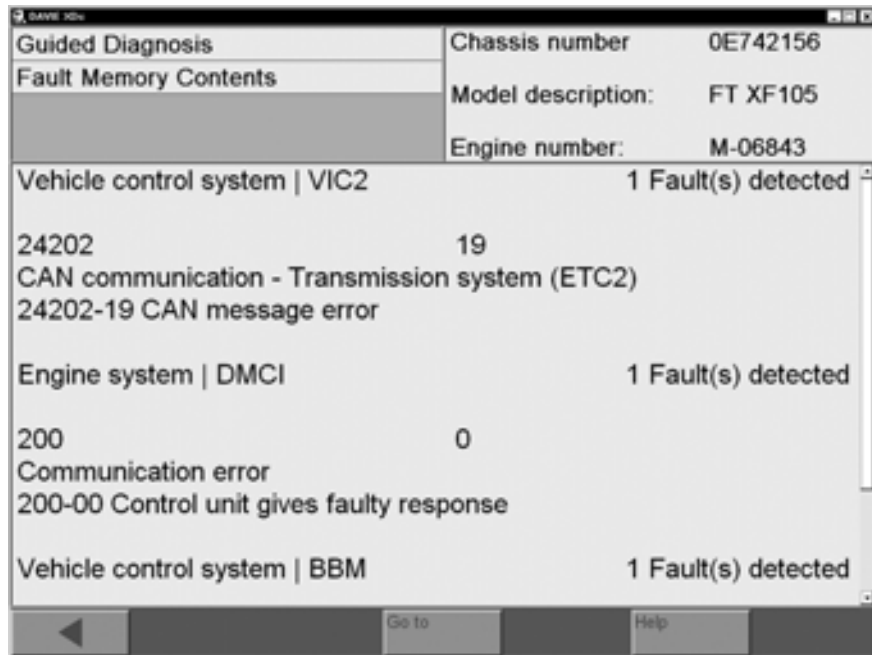 DAVIE XDc
Guided Diagnosis
Fault Memory Contents
Chassis number 0E742156
Model description: FT XF105
Engine number: M-06843
Vehicle control system | VIC2 1 Fault(s) detected
24202 19
CAN communication - Transmission system (ETC2)
24202-19 CAN message error
Engine system | DMCI 1 Fault(s) detected
200 0
Communication error
200-00 Control unit gives faulty response
Vehicle control system | BBM 1 Fault(s) detected
Go to Help